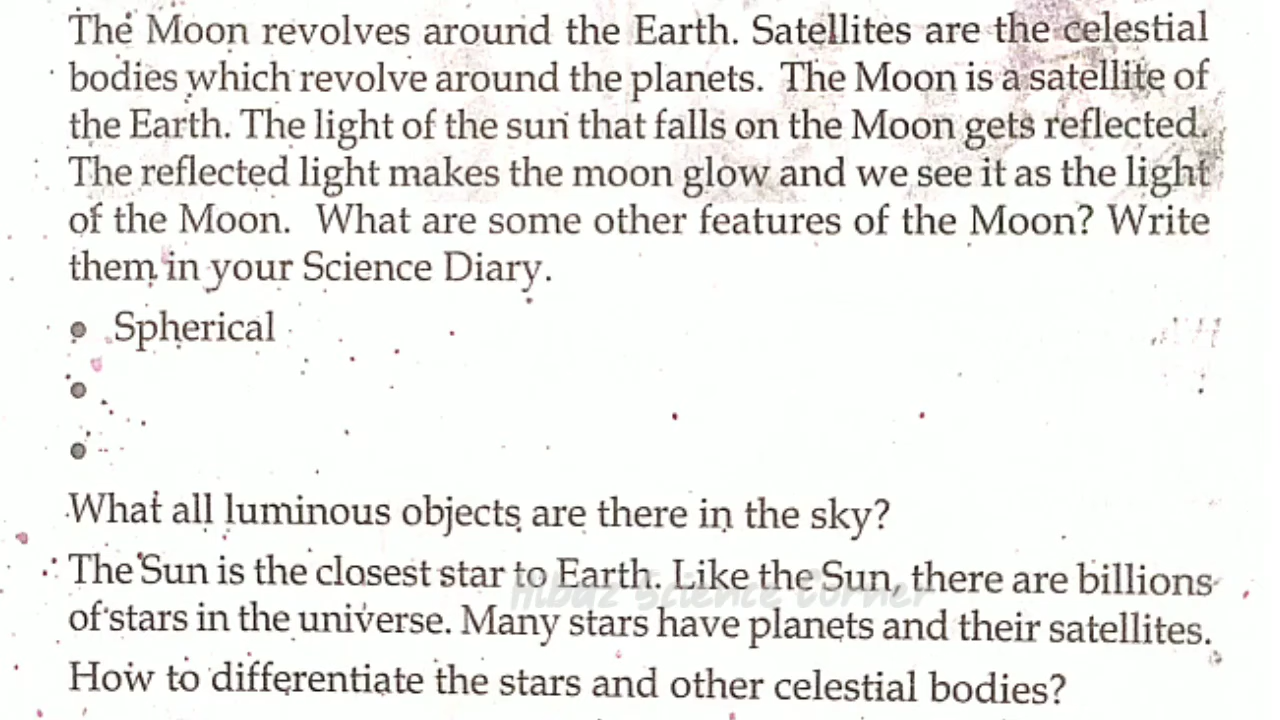 The Moon revolves around the Earth. Satellites are the celestial
bodies which revolve around the planets. The Moon is a satellite of
the Earth. The light of the sun that falls on the Moon gets reflected.
The reflected light makes the moon glow and we see it as the light
of the Moon. What are some other features of the Moon? Write
them in your Science Diary.
• Spherical
•
•
What all luminous objects are there in the sky?
The Sun is the closest star to Earth. Like the Sun, there are billions
Hibaz Science Corner
of stars in the universe. Many stars have planets and their satellites.
How to differentiate the stars and other celestial bodies?